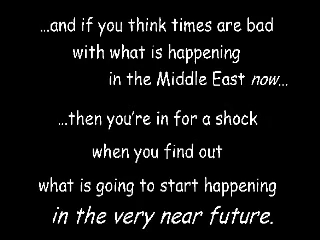 ...and if you think times are bad
with what is happening
in the Middle East now...
...then you're in for a shock
when you find out
what is going to start happening
in the very near future.